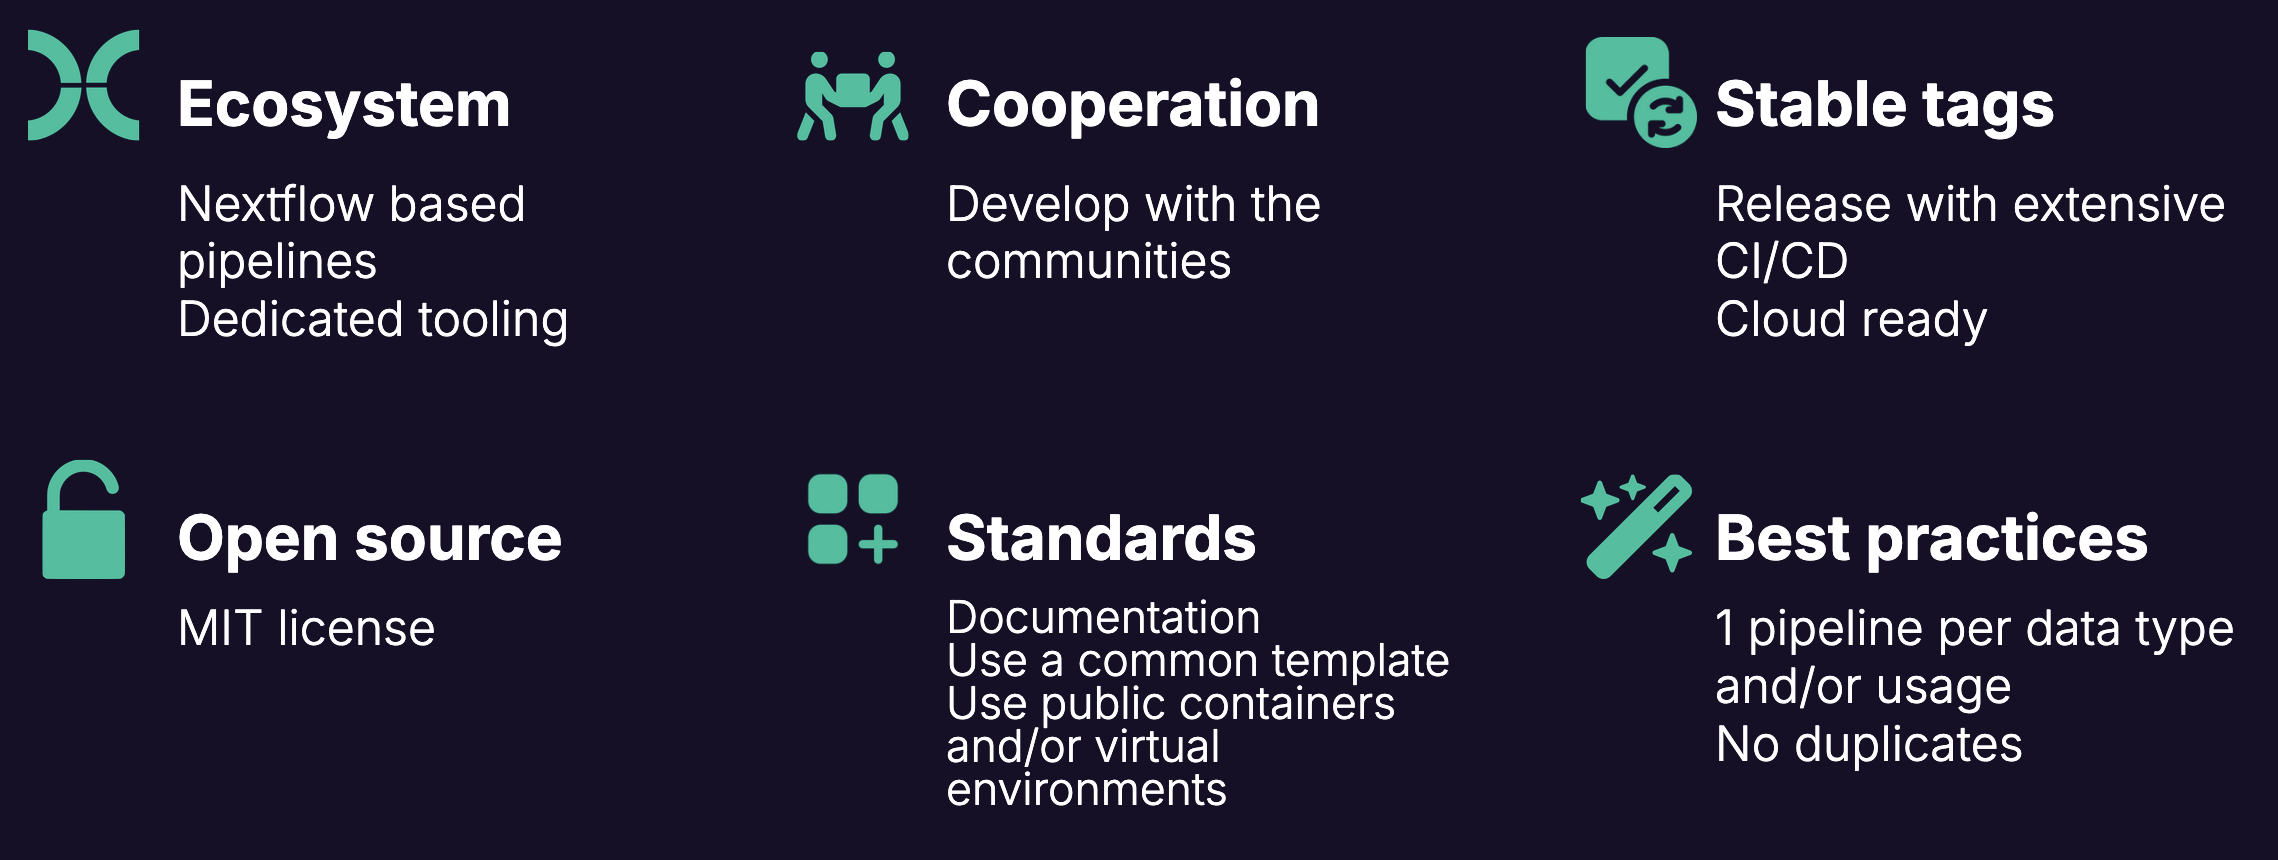 Ecosystem
Nextflow based
pipelines
Dedicated tooling
Cooperation
Develop with the
communities
Stable tags
Release with extensive
CI/CD
Cloud ready
Open source
MIT license
Standards
Documentation
Use a common template
Use public containers
and/or virtual
environments
Best practices
1 pipeline per data type
and/or usage
No duplicates